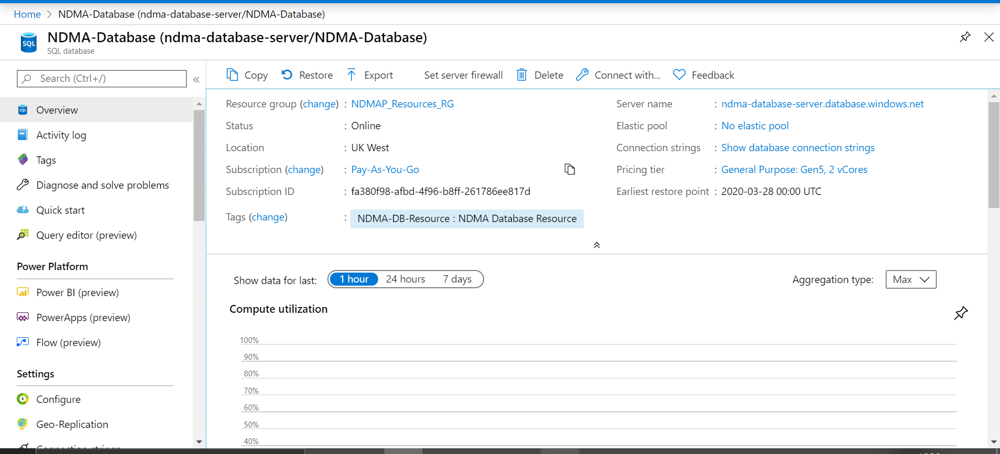 Home > NDMA-Database (ndma-database-server/NDMA-Database)
NDMA-Database (ndma-database-server/NDMA-Database)
SQL database
SQL
Search (Ctrl+/)
«
Overview
Activity log
Tags
Diagnose and solve problems
Quick start
Query editor (preview)
Power Platform
Power BI (preview)
PowerApps (preview)
Flow (preview)
Settings
Configure
Geo-Replication
Connection strings
Copy Restore Export Set server firewall Delete Connect with... Feedback
Resource group (change) : NDMAP_Resources_RG
Status : Online
Location : UK West
Subscription (change) : Pay-As-You-Go
Subscription ID : fa380f98-afbd-4f96-b8ff-261786ee817d
Tags (change) : NDMA-DB-Resource : NDMA Database Resource
Server name : ndma-database-server.database.windows.net
Elastic pool : No elastic pool
Connection strings : Show database connection strings
Pricing tier : General Purpose: Gen5, 2 vCores
Earliest restore point : 2020-03-28 00:00 UTC
Show data for last: 1 hour 24 hours 7 days
Aggregation type: Max
Compute utilization
100%
90%
80%
70%
60%
50%
40%